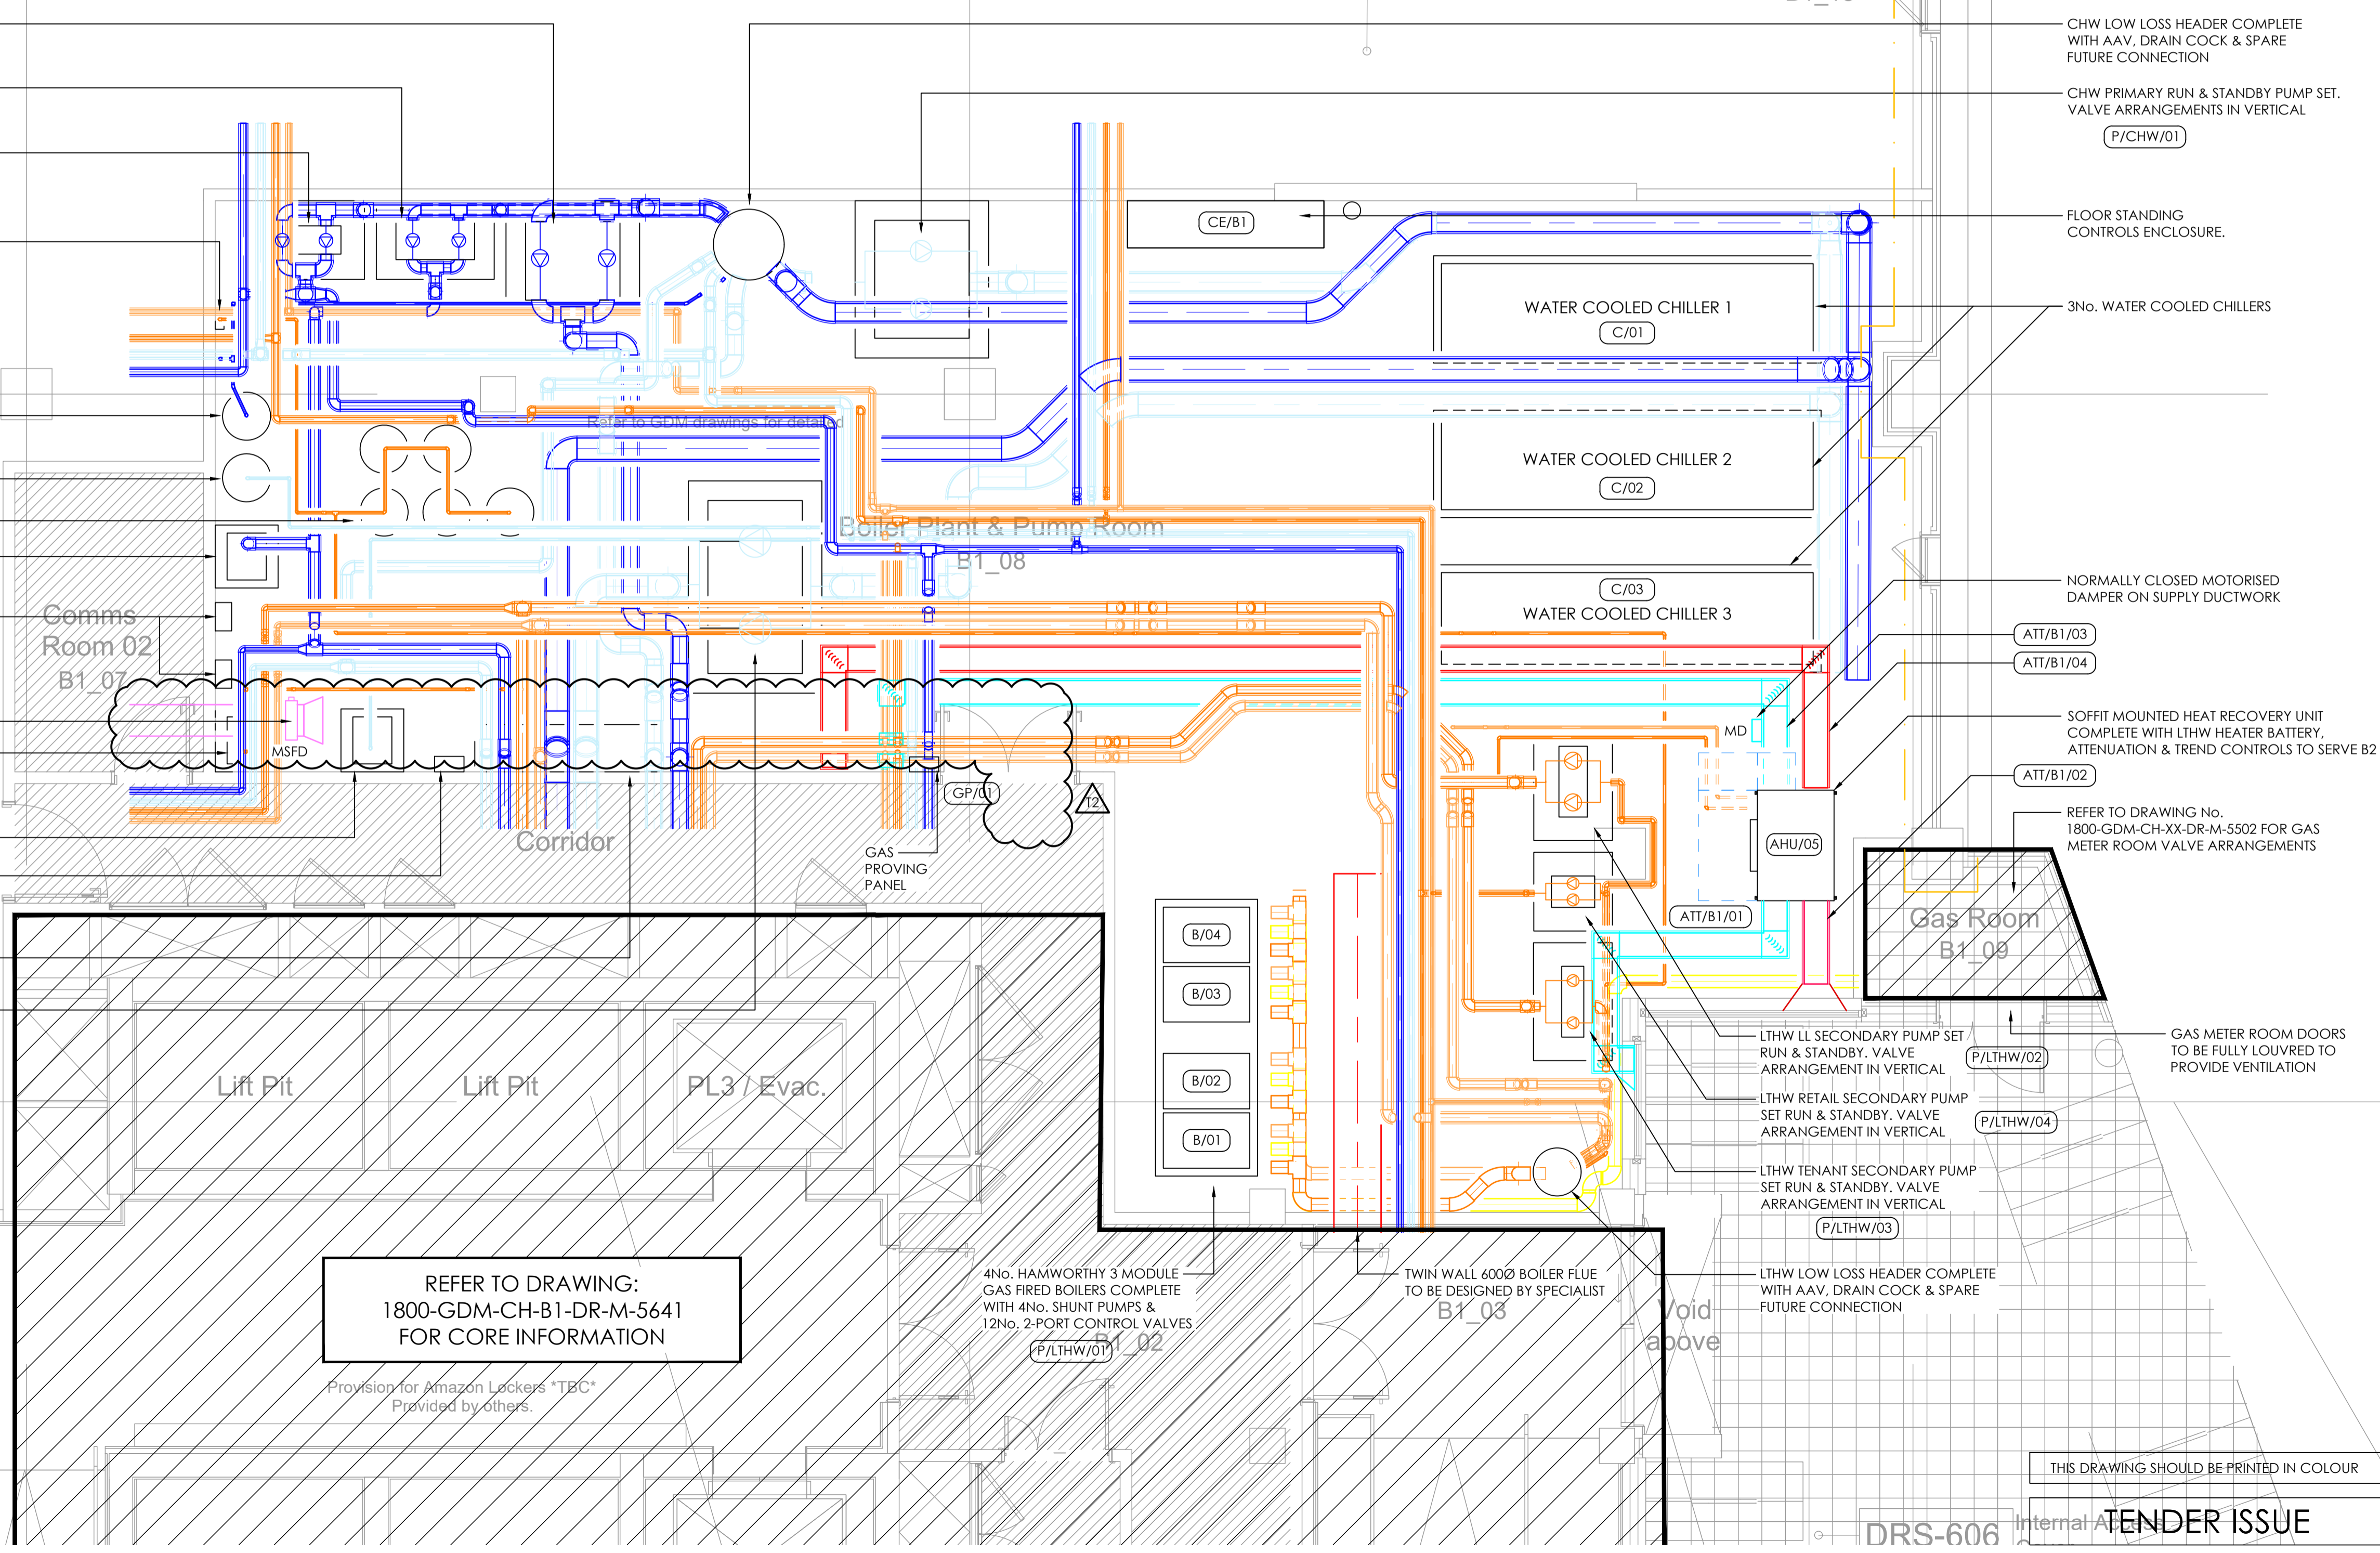 CHW LOW LOSS HEADER COMPLETE
WITH AAV, DRAIN COCK & SPARE
FUTURE CONNECTION
CHW PRIMARY RUN & STANDBY PUMP SET.
VALVE ARRANGEMENTS IN VERTICAL
P/CHW/01
CE/B1
FLOOR STANDING
CONTROLS ENCLOSURE.
WATER COOLED CHILLER 1
C/01
3No. WATER COOLED CHILLERS
Refer to GDM drawings for detailed
WATER COOLED CHILLER 2
C/02
Boiler Plant & Pump Room
B1_08
C/03
WATER COOLED CHILLER 3
NORMALLY CLOSED MOTORISED
DAMPER ON SUPPLY DUCTWORK
ATT/B1/03
ATT/B1/04
Comms
Room 02
B1_07
MSFD
MD
SOFFIT MOUNTED HEAT RECOVERY UNIT
COMPLETE WITH LTHW HEATER BATTERY,
ATTENUATION & TREND CONTROLS TO SERVE B2
ATT/B1/02
GP/01
T2
REFER TO DRAWING No.
1800-GDM-CH-XX-DR-M-5502 FOR GAS
METER ROOM VALVE ARRANGEMENTS
Corridor
GAS
PROVING
PANEL
AHU/05
ATT/B1/01
Gas Room
B1_09
B/04
B/03
B/02
B/01
Lift Pit
Lift Pit
PL3 / Evac.
LTHW LL SECONDARY PUMP SET
RUN & STANDBY. VALVE
ARRANGEMENT IN VERTICAL
P/LTHW/02
GAS METER ROOM DOORS
TO BE FULLY LOUVRED TO
PROVIDE VENTILATION
LTHW RETAIL SECONDARY PUMP
SET RUN & STANDBY. VALVE
ARRANGEMENT IN VERTICAL
P/LTHW/04
LTHW TENANT SECONDARY PUMP
SET RUN & STANDBY. VALVE
ARRANGEMENT IN VERTICAL
P/LTHW/03
LTHW LOW LOSS HEADER COMPLETE
WITH AAV, DRAIN COCK & SPARE
FUTURE CONNECTION
REFER TO DRAWING:
1800-GDM-CH-B1-DR-M-5641
FOR CORE INFORMATION
4No. HAMWORTHY 3 MODULE
GAS FIRED BOILERS COMPLETE
WITH 4No. SHUNT PUMPS &
12No. 2-PORT CONTROL VALVES
P/LTHW/01
B1_02
TWIN WALL 600Ø BOILER FLUE
TO BE DESIGNED BY SPECIALIST
B1_03
Void
above
Provision for Amazon Lockers *TBC*
Provided by others.
THIS DRAWING SHOULD BE PRINTED IN COLOUR
TENDER ISSUE
DRS-606
Internal Access